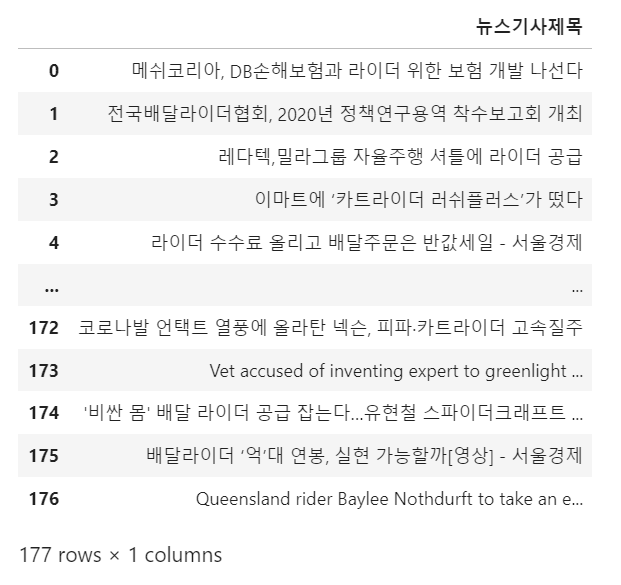 뉴스기사제목
0 메쉬코리아, DB손해보험과 라이더 위한 보험 개발 나선다
1 전국배달라이더협회, 2020년 정책연구용역 착수보고회 개최
2 레다텍,밀라그룹 자율주행 셔틀에 라이더 공급
3 이마트에 ‘카트라이더 러쉬플러스’가 떴다
4 라이더 수수료 올리고 배달주문은 반값세일 - 서울경제
... ...
172 코로나발 언택트 열풍에 올라탄 넥슨, 피파·카트라이더 고속질주
173 Vet accused of inventing expert to greenlight ...
174 '비싼 몸' 배달 라이더 공급 잡는다...유현철 스파이더크래프트 ...
175 배달라이더 ‘억’대 연봉, 실현 가능할까[영상] - 서울경제
176 Queensland rider Baylee Nothdurft to take an e...
177 rows × 1 columns